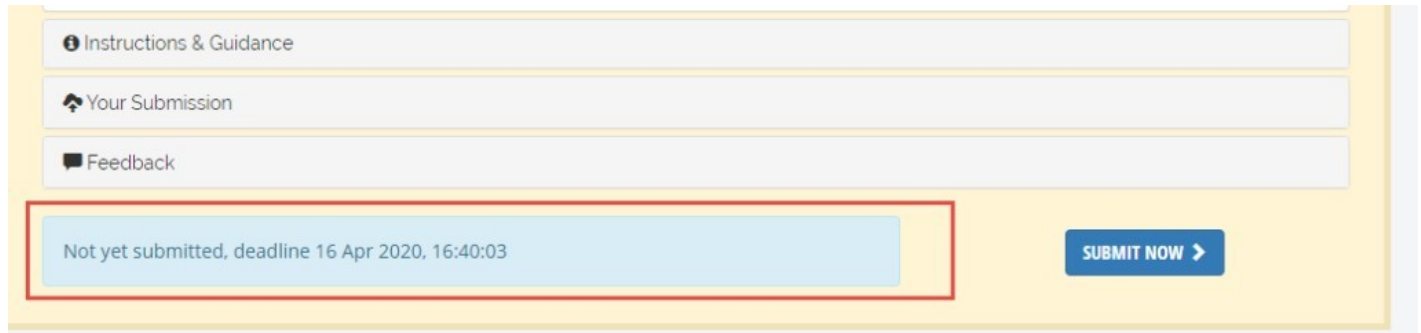 Instructions & Guidance
Your Submission
Feedback
Not yet submitted, deadline 16 Apr 2020, 16:40:03
SUBMIT NOW